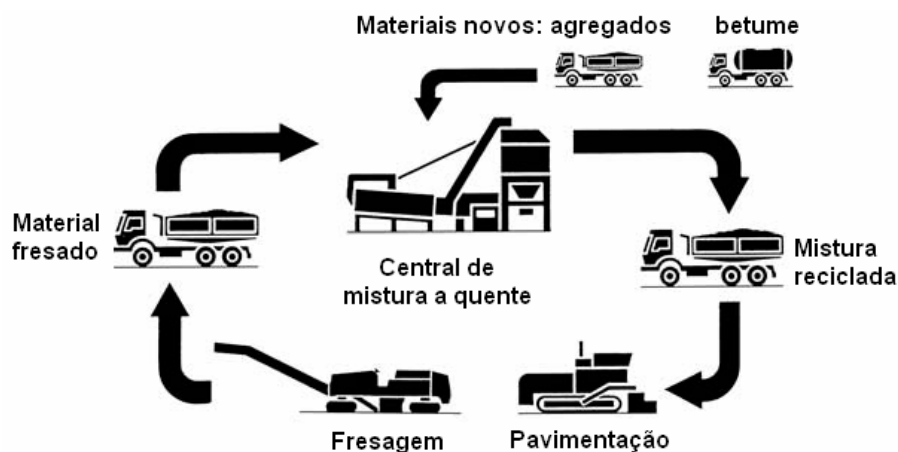 Materiais novos: agregados betume
Material
fresado
Central de
mistura a quente
Mistura
reciclada
Fresagem
Pavimentação